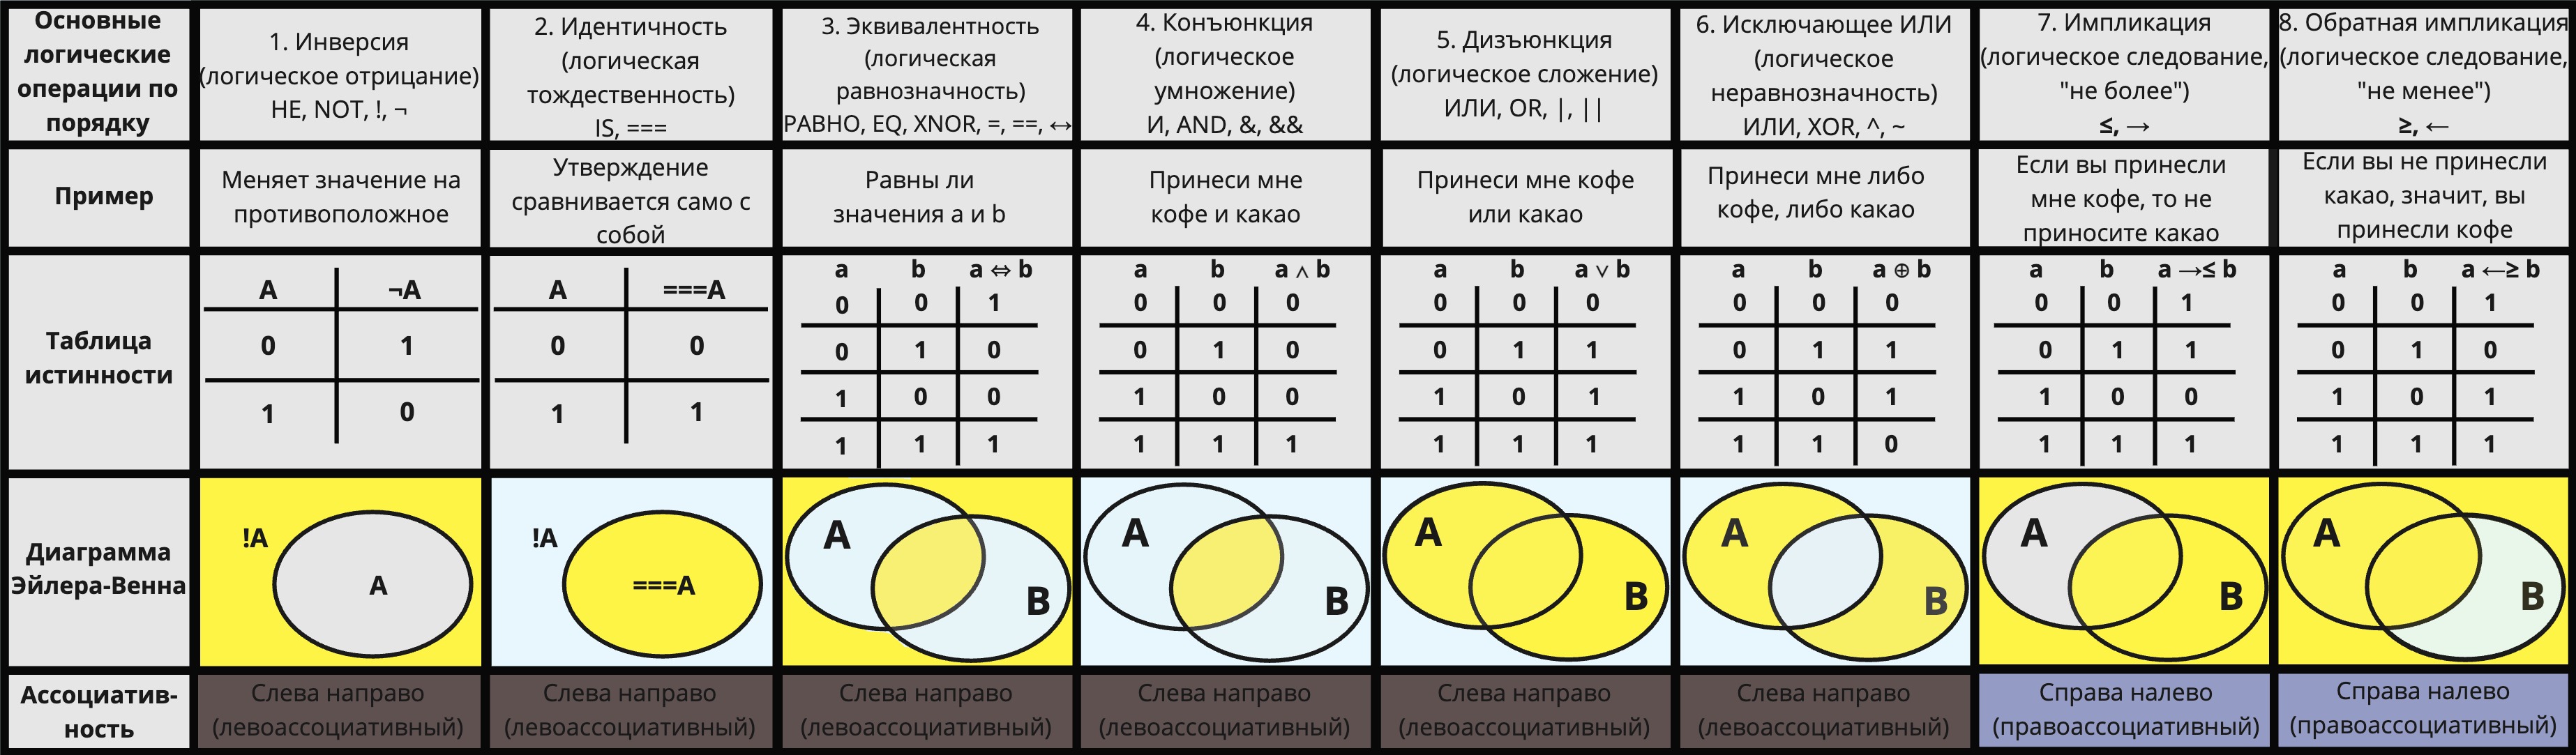 Основные
логические
операции по
порядку
1. Инверсия
(логическое отрицание)
НЕ, NOT, !, ¬
2. Идентичность
(логическая
тождественность)
IS, ===
3. Эквивалентность
(логическая
равнозначность)
РАВНО, EQ, XNOR, =, ==, ↔
4. Конъюнкция
(логическое
умножение)
И, AND, &, &&
5. Дизъюнкция
(логическое сложение)
ИЛИ, OR, |, ||
6. Исключающее ИЛИ
(логическое
неравнозначность)
ИЛИ, XOR, ^, ~
7. Импликация
(логическое следование,
"не более")
≤, →
8. Обратная импликация
(логическое следование,
"не менее")
≥, ←
Пример
Меняет значение на
противоположное
Утверждение
сравнивается само с
собой
Равны ли
значения a и b
Принеси мне
кофе и какао
Принеси мне кофе
или какао
Принеси мне либо
кофе, либо какао
Если вы принесли
мне кофе, то не
приносите какао
Если вы не принесли
какао, значит, вы
принесли кофе
Таблица
истинности
A ¬A
0 1
1 0
A ===A
0 0
1 1
a b a ⇔ b
0 0 1
0 1 0
1 0 0
1 1 1
a b a ∧ b
0 0 0
0 1 0
1 0 0
1 1 1
a b a ∨ b
0 0 0
0 1 1
1 0 1
1 1 1
a b a ⊕ b
0 0 0
0 1 1
1 0 1
1 1 0
a b a →≤ b
0 0 1
0 1 1
1 0 0
1 1 1
a b a ←≥ b
0 0 1
0 1 0
1 0 1
1 1 1
Диаграмма
Эйлера-Венна
!A
A
!A
===A
A
B
A
B
A
B
A
B
A
B
A
B
Ассоциатив-
ность
Слева направо
(левоассоциативный)
Слева направо
(левоассоциативный)
Слева направо
(левоассоциативный)
Слева направо
(левоассоциативный)
Слева направо
(левоассоциативный)
Слева направо
(левоассоциативный)
Справа налево
(правоассоциативный)
Справа налево
(правоассоциативный)